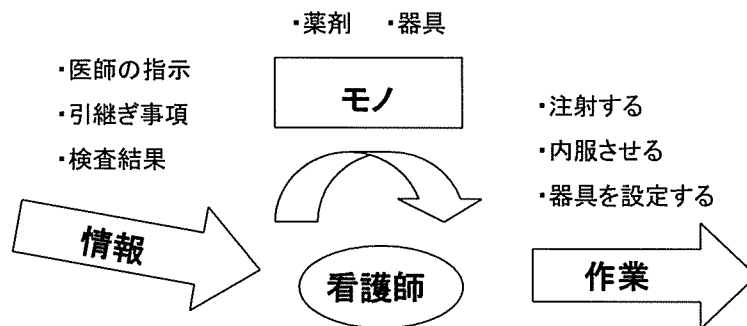 ・薬剤 ・器具
モノ
・医師の指示
・引継ぎ事項
・検査結果
情報
看護師
・注射する
・内服させる
・器具を設定する
作業